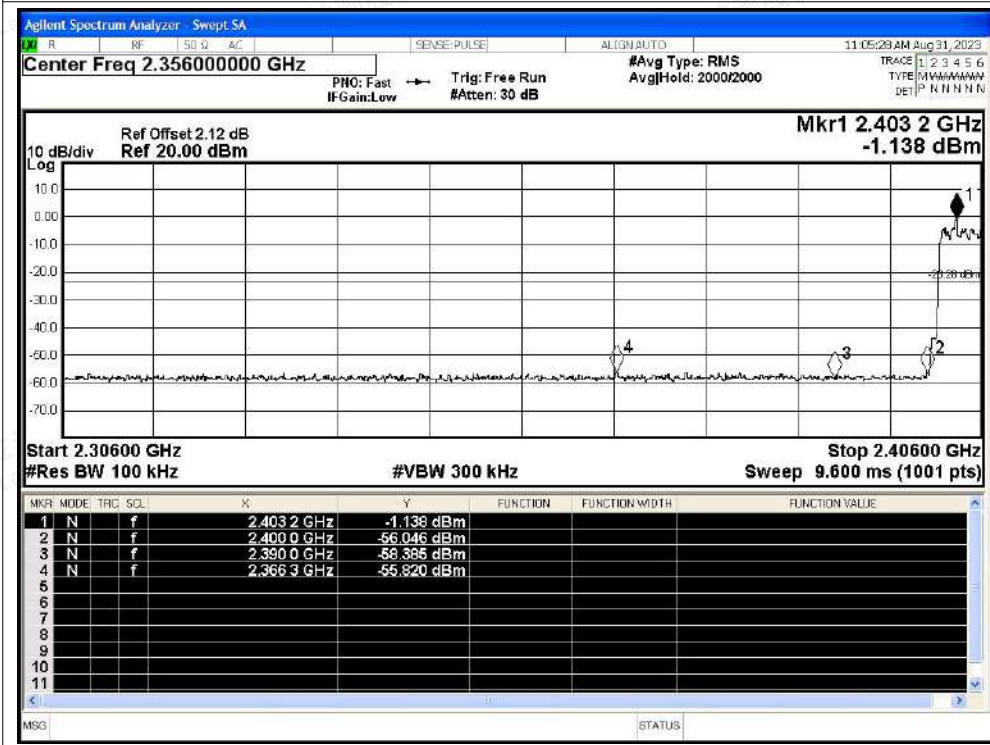 Agilent Spectrum Analyzer - Swept SA
LXI R RF 50 Ω AC SENSE:PULSE ALIGN AUTO 11:05:28 AM Aug 31, 2023
Center Freq 2.356000000 GHz #Avg Type: RMS TRACE 1 2 3 4 5 6
PNO: Fast Trig: Free Run Avg|Hold: 2000/2000 TYPE M WWWWW
IFGain:Low #Atten: 30 dB DET P N N N N N
Mkr1 2.403 2 GHz
Ref Offset 2.12 dB
10 dB/div Ref 20.00 dBm -1.138 dBm
Log
10.0
1
0.00
-10.0
-20.0
-30.0
-40.0
4
3
2
-50.0
-60.0
-70.0
Start 2.30600 GHz Stop 2.40600 GHz
#Res BW 100 kHz #VBW 300 kHz Sweep 9.600 ms (1001 pts)
MKR MODE TRC SCL X Y FUNCTION FUNCTION WIDTH FUNCTION VALUE
1 N f 2.403 2 GHz -1.138 dBm
2 N f 2.400 0 GHz -56.046 dBm
3 N f 2.390 0 GHz -58.385 dBm
4 N f 2.366 3 GHz -55.820 dBm
5
6
7
8
9
10
11
MSG STATUS